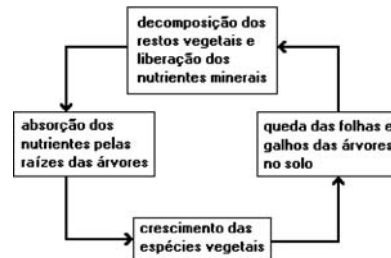 decomposição dos
restos vegetais e
liberação dos
nutrientes minerais
absorção dos
nutrientes pelas
raízes das árvores
queda das folhas e
galhos das árvores
no solo
crescimento das
espécies vegetais